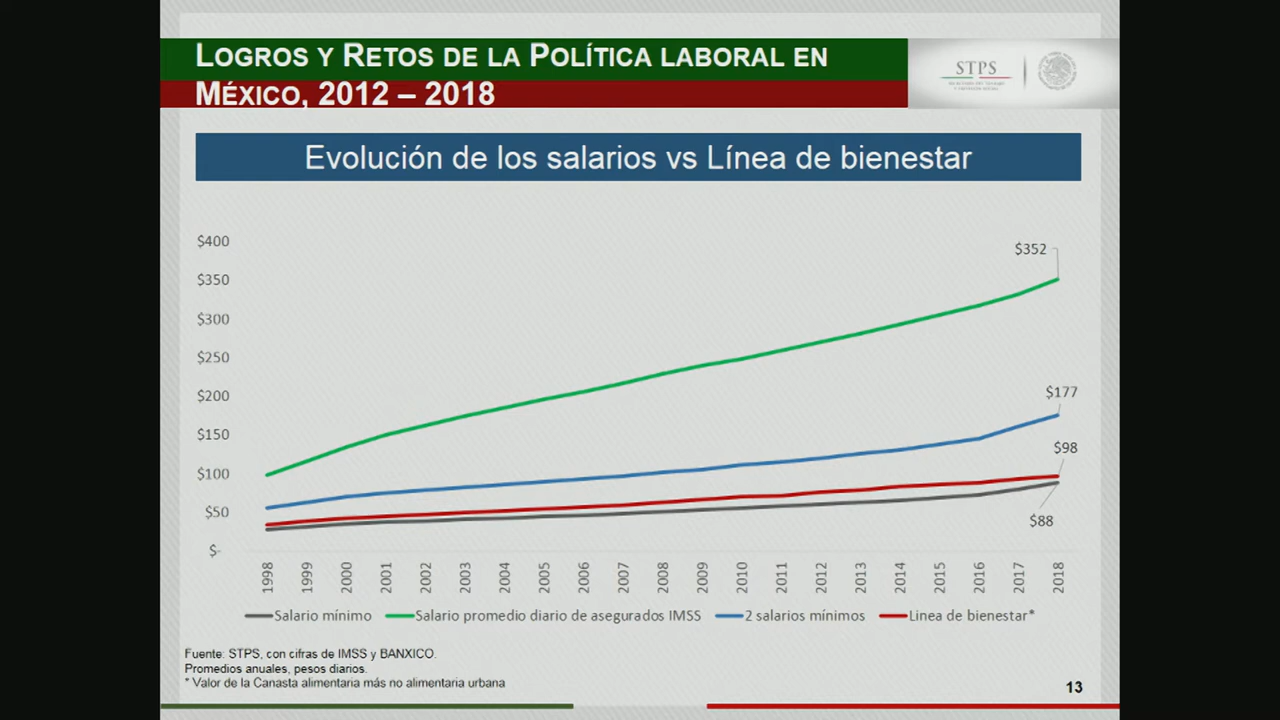 LOGROS Y RETOS DE LA POLÍTICA LABORAL EN
MÉXICO, 2012 – 2018
STPS
Evolución de los salarios vs Línea de bienestar
$400
$350
$300
$250
$200
$150
$100
$50
$-
$352
$177
$98
$88
1998 1999 2000 2001 2002 2003 2004 2005 2006 2007 2008 2009 2010 2011 2012 2013 2014 2015 2016 2017 2018
Salario mínimo Salario promedio diario de asegurados IMSS 2 salarios mínimos Linea de bienestar*
Fuente: STPS, con cifras de IMSS y BANXICO.
Promedios anuales, pesos diarios.
* Valor de la Canasta alimentaria más no alimentaria urbana
13